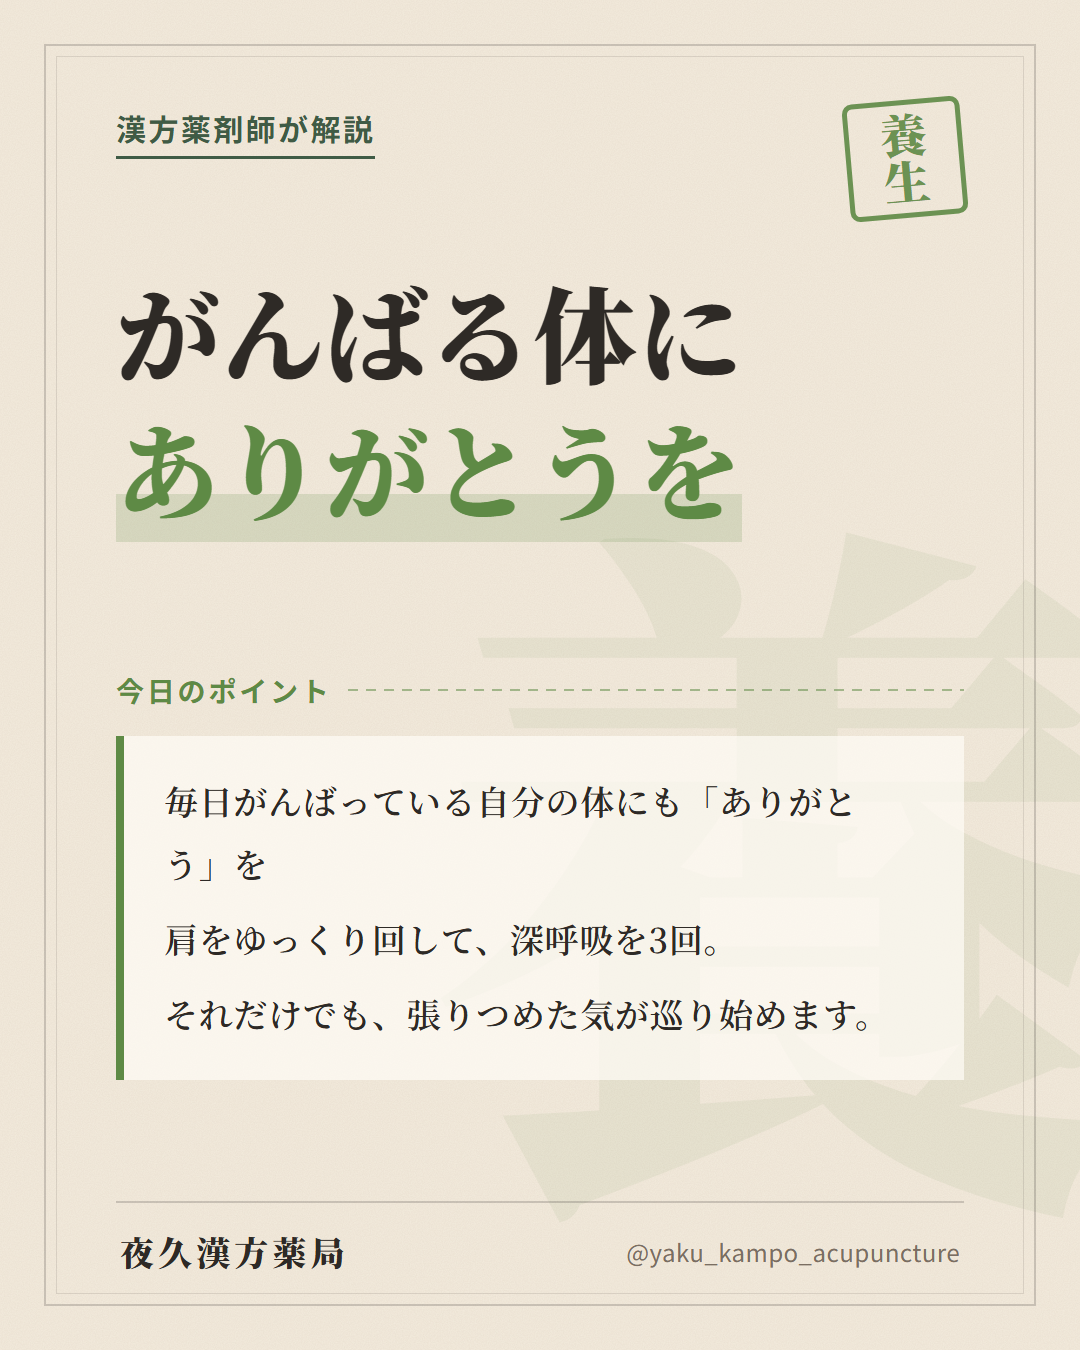 漢方薬剤師が解説
養
生
がんばる体に
ありがとうを
今日のポイント
毎日がんばっている自分の体にも「ありがと
う」を
肩をゆっくり回して、深呼吸を3回。
それだけでも、張りつめた気が巡り始めます。
夜久漢方薬局
@yaku_kampo_acupuncture
養